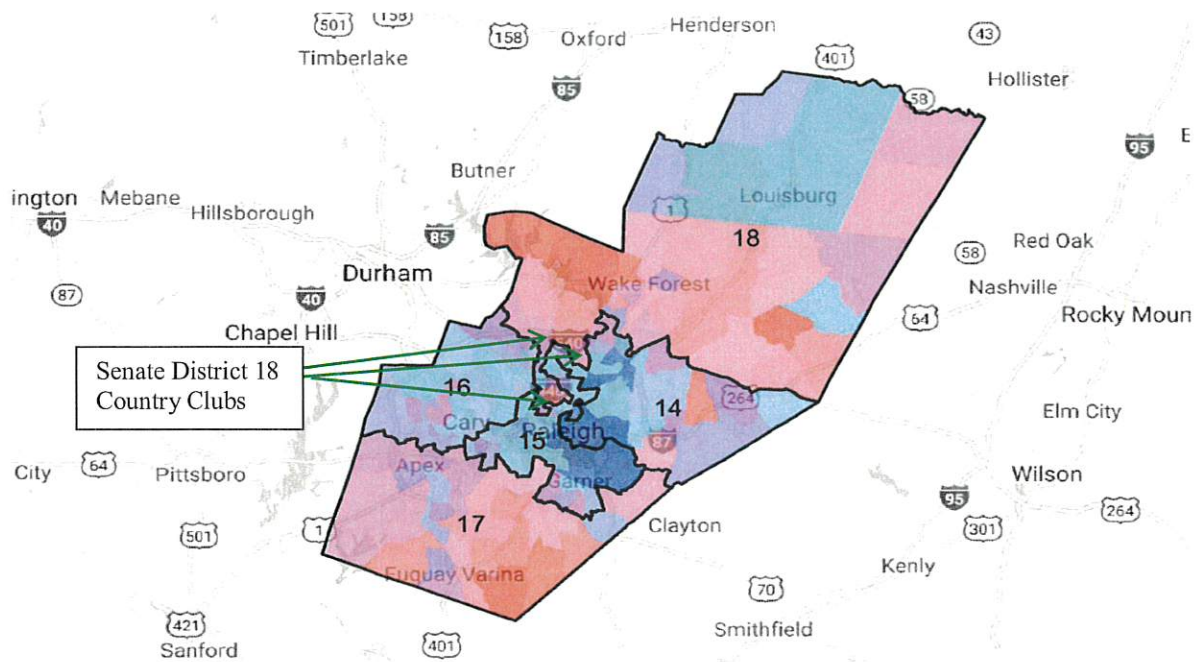 501
158
158
Oxford
Henderson
43
Timberlake
401
Hollister
85
58
95
E
Butner
ington
Mebane
Hillsborough
40
Louisburg
1
85
18
58
Red Oak
Durham
Nashville
87
40
Wake Forest
64
Rocky Moun
Chapel Hill
40
Senate District 18
Country Clubs
16
264
14
Elm City
Cary
Raleigh
15
87
City
64
Pittsboro
Apex
Garner
Wilson
95
264
501
1
17
Clayton
301
Fuquay Varina
Kenly
70
421
401
Smithfield
Sanford